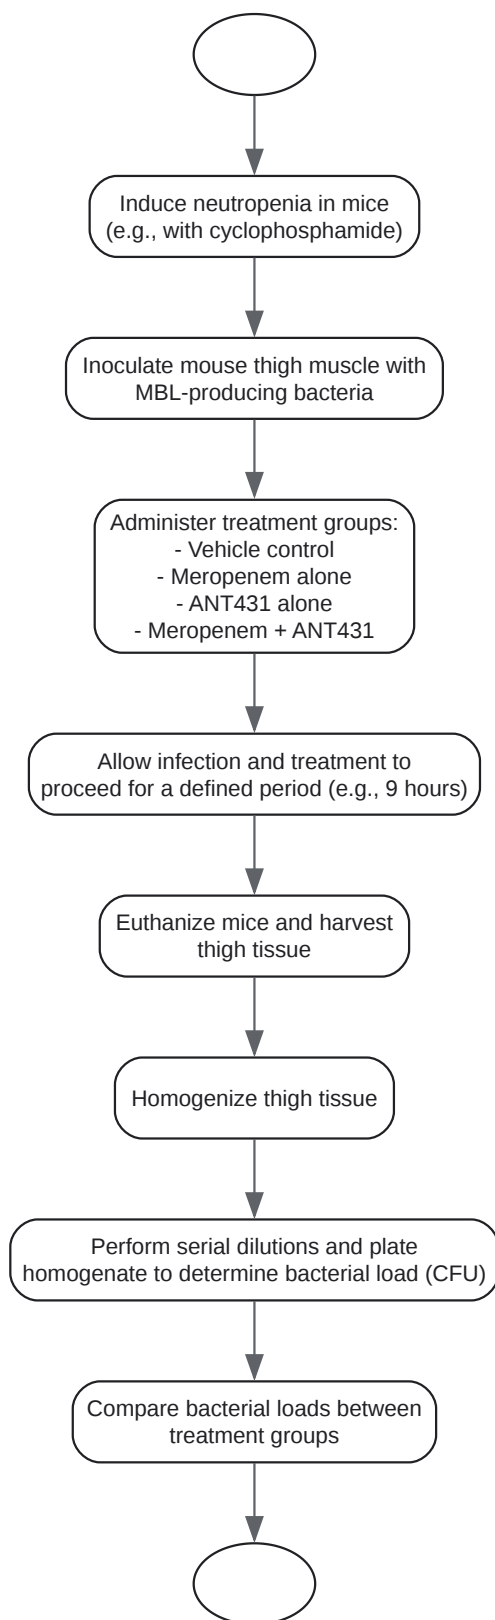 Induce neutropenia in mice
(e.g., with cyclophosphamide)
Inoculate mouse thigh muscle with
MBL-producing bacteria
Administer treatment groups:
- Vehicle control
- Meropenem alone
- ANT431 alone
- Meropenem + ANT431
Allow infection and treatment to
proceed for a defined period (e.g., 9 hours)
Euthanize mice and harvest
thigh tissue
Homogenize thigh tissue
Perform serial dilutions and plate
homogenate to determine bacterial load (CFU)
Compare bacterial loads between
treatment groups